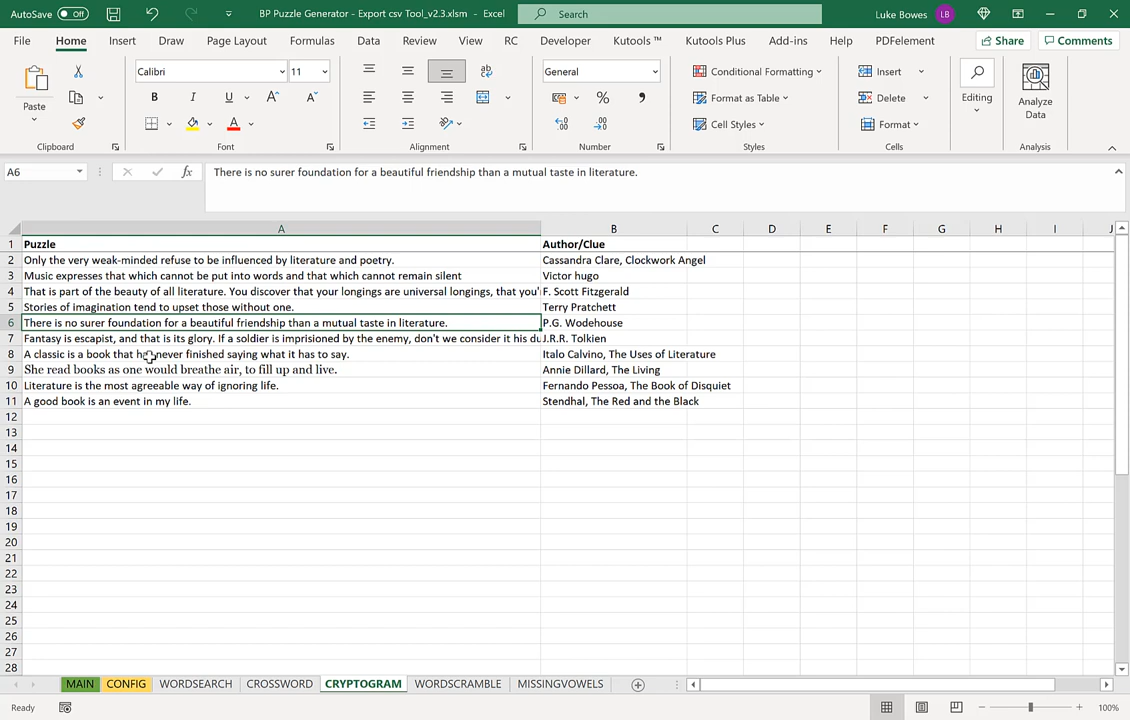 AutoSave Off BP Puzzle Generator - Export csv Tool_v2.3.xlsm - Excel Search Luke Bowes LB
File Home Insert Draw Page Layout Formulas Data Review View RC Developer Kutools ™ Kutools Plus Add-ins Help PDFelement Share Comments
Paste Calibri 11 General Conditional Formatting Insert Editing Analyze Data
B I U Format as Table Delete
Cell Styles Format
Clipboard Font Alignment Number Styles Cells Analysis
A6 fx There is no surer foundation for a beautiful friendship than a mutual taste in literature.
A B C D E F G H I J
1 Puzzle Author/Clue
2 Only the very weak-minded refuse to be influenced by literature and poetry. Cassandra Clare, Clockwork Angel
3 Music expresses that which cannot be put into words and that which cannot remain silent Victor hugo
4 That is part of the beauty of all literature. You discover that your longings are universal longings, that you' F. Scott Fitzgerald
5 Stories of imagination tend to upset those without one. Terry Pratchett
6 There is no surer foundation for a beautiful friendship than a mutual taste in literature. P.G. Wodehouse
7 Fantasy is escapist, and that is its glory. If a soldier is imprisioned by the enemy, don't we consider it his du J.R.R. Tolkien
8 A classic is a book that never finished saying what it has to say. Italo Calvino, The Uses of Literature
9 She read books as one would breathe air, to fill up and live. Annie Dillard, The Living
10 Literature is the most agreeable way of ignoring life. Fernando Pessoa, The Book of Disquiet
11 A good book is an event in my life. Stendhal, The Red and the Black
12
13
14
15
16
17
18
19
20
21
22
23
24
25
26
27
28
MAIN CONFIG WORDSEARCH CROSSWORD CRYPTOGRAM WORDSCRAMBLE MISSINGVOWELS
Ready 100%